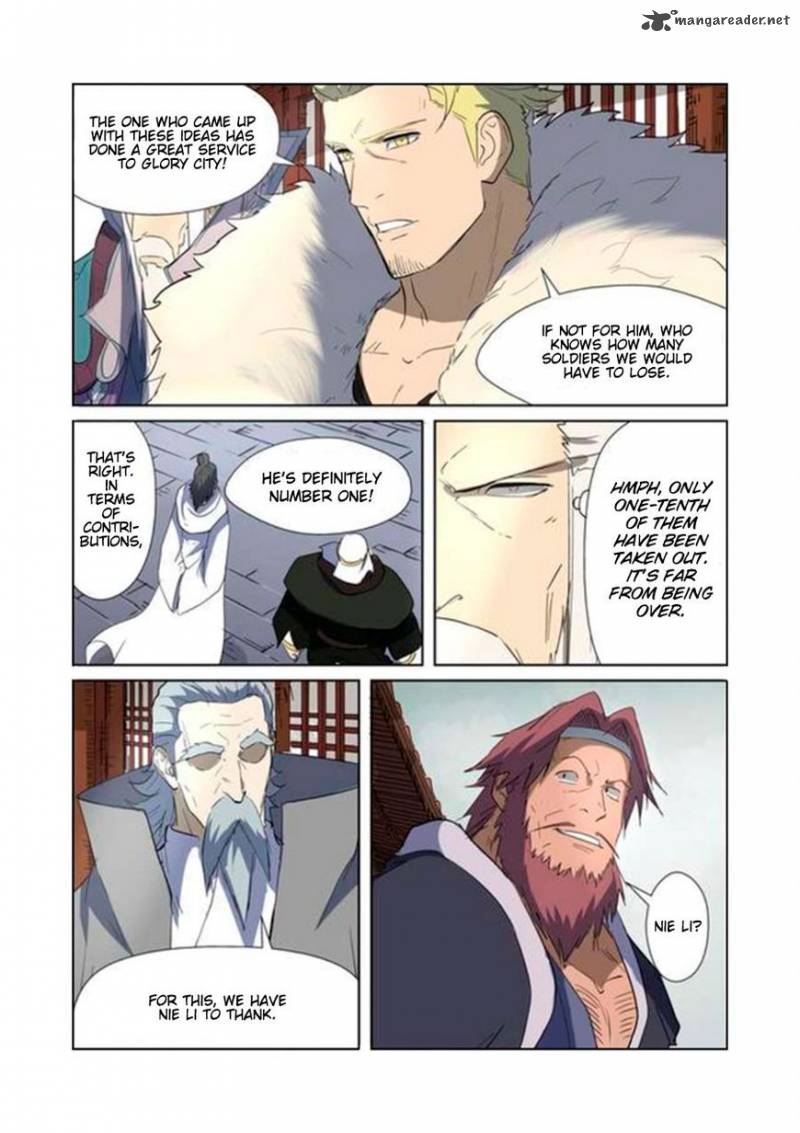 mangareader.net
THE ONE WHO CAME UP
WITH THESE IDEAS HAS
DONE A GREAT SERVICE
TO GLORY CITY!
IF NOT FOR HIM, WHO
KNOWS HOW MANY
SOLDIERS WE WOULD
HAVE TO LOSE.
THAT'S
RIGHT.
IN
TERMS
OF
CONTRI-
BUTIONS,
HE'S DEFINITELY
NUMBER ONE!
HMPH, ONLY
ONE-TENTH
OF THEM
HAVE BEEN
TAKEN OUT.
IT'S FAR
FROM BEING
OVER.
FOR THIS, WE HAVE
NIE LI TO THANK.
NIE LI?